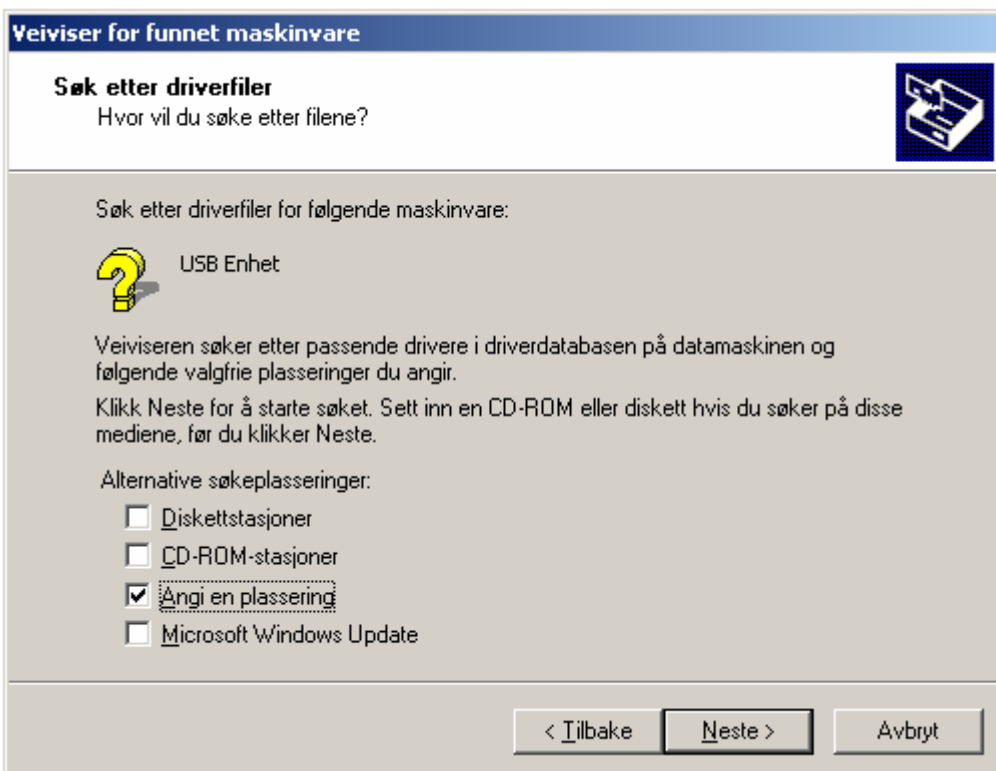 Veiviser for funnet maskinvare
Søk etter driverfiler
Hvor vil du søke etter filene?
Søk etter driverfiler for følgende maskinvare:
USB Enhet
Veiviseren søker etter passende drivere i driverdatabasen på datamaskinen og
følgende valgfrie plasseringer du angir.
Klikk Neste for å starte søket. Sett inn en CD-ROM eller diskett hvis du søker på disse
mediene, før du klikker Neste.
Alternative søkeplasseringer:
Diskettstasjoner
CD-ROM-stasjoner
Angi en plassering
Microsoft Windows Update
< Tilbake
Neste >
Avbryt